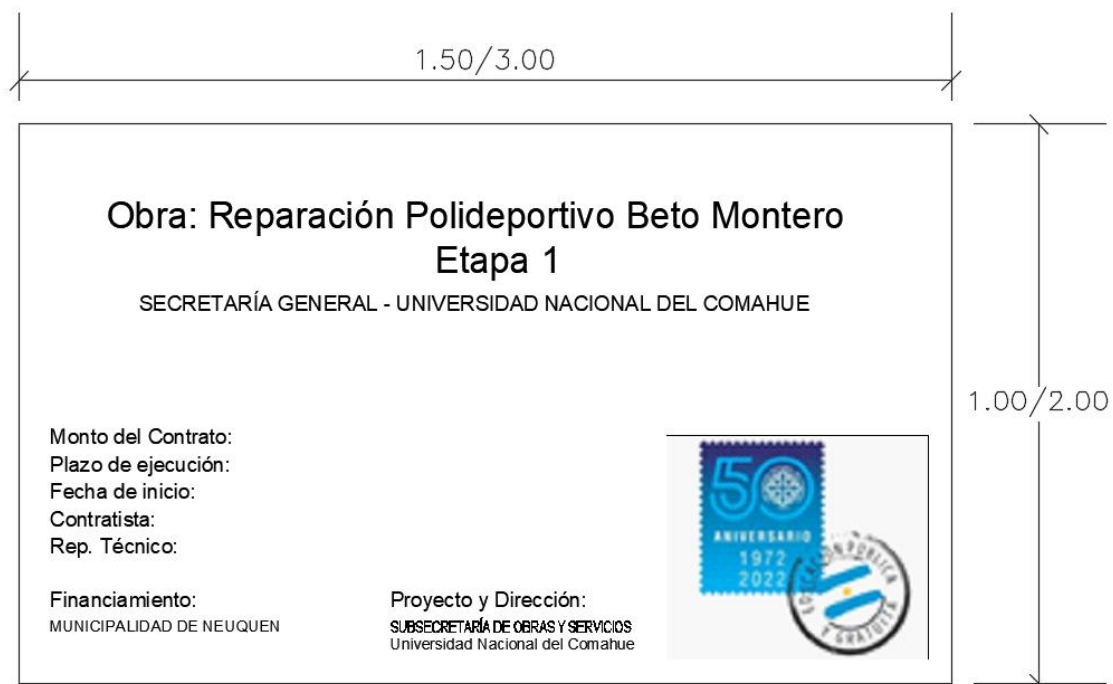 1.50/3.00
Obra: Reparación Polideportivo Beto Montero
Etapa 1
SECRETARÍA GENERAL - UNIVERSIDAD NACIONAL DEL COMAHUE
1.00/2.00
Monto del Contrato:
Plazo de ejecución:
Fecha de inicio:
Contratista:
Rep. Técnico:
50
ANIVERSARIO
1972
2022
EDUCACIÓN PÚBLICA
Y GRATUITA
Financiamiento:
MUNICIPALIDAD DE NEUQUEN
Proyecto y Dirección:
SUBSECRETARÍA DE OBRAS Y SERVICIOS
Universidad Nacional del Comahue